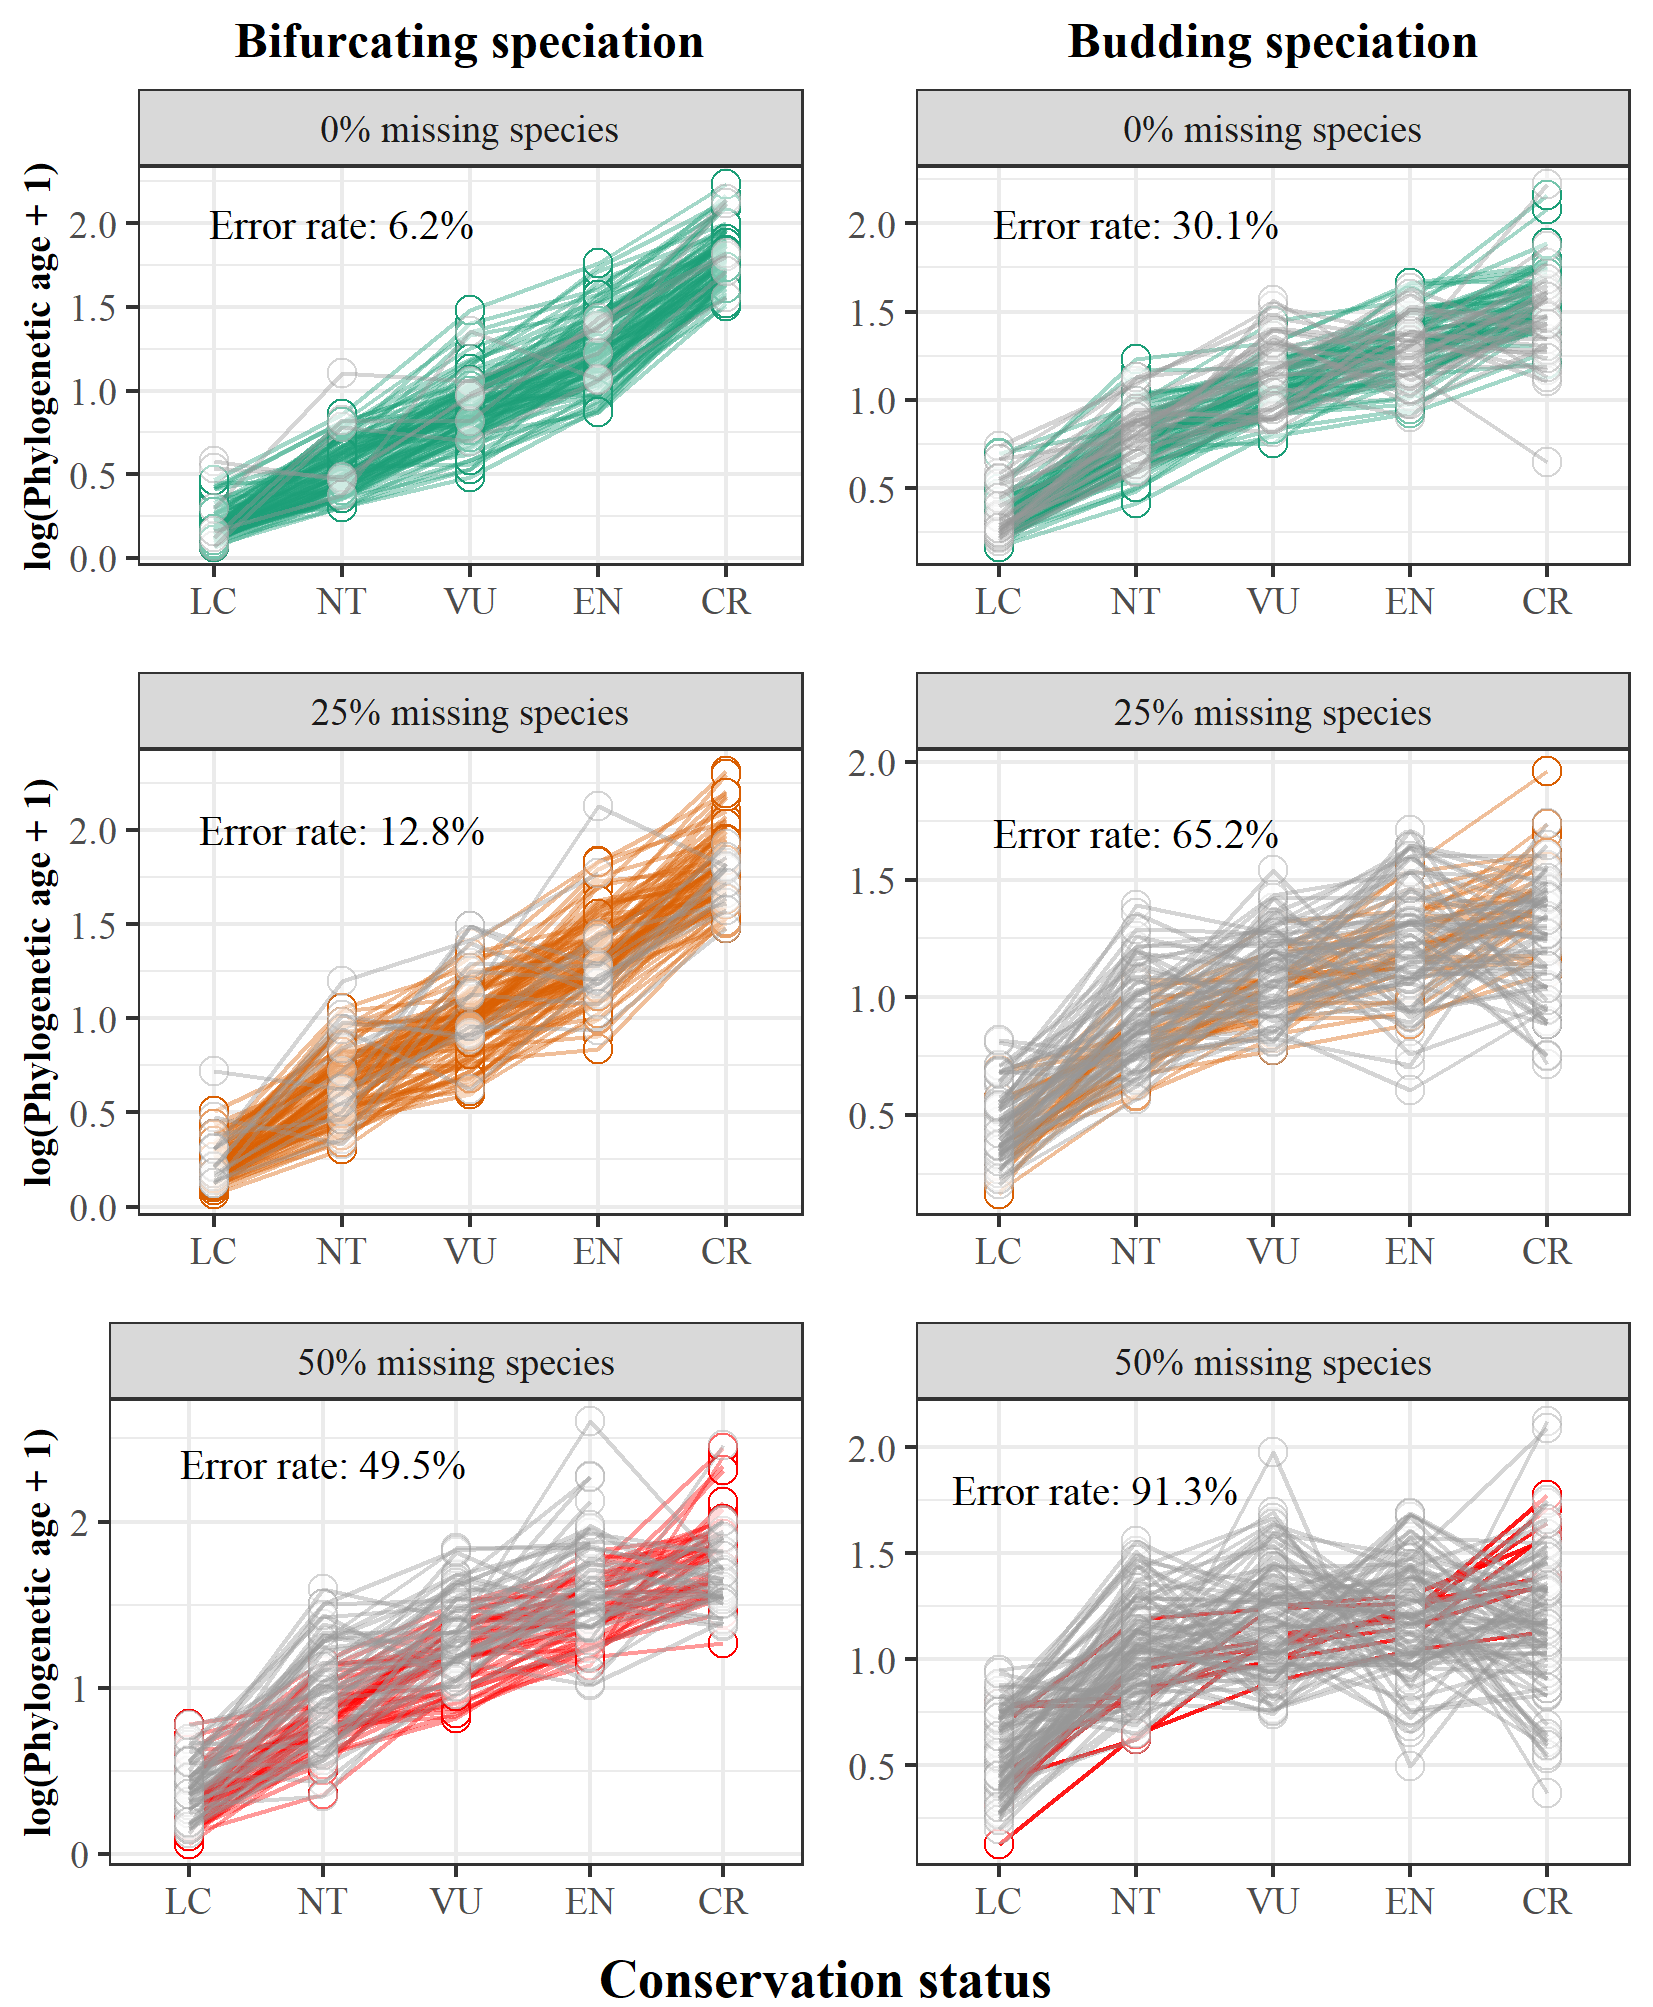 Bifurcating speciation
Budding speciation
0% missing species
0% missing species
log(Phylogenetic age + 1)
Error rate: 6.2%
Error rate: 30.1%
2.0
1.5
1.0
0.5
0.0
2.0
1.5
1.0
0.5
LC NT VU EN CR
LC NT VU EN CR
25% missing species
25% missing species
log(Phylogenetic age + 1)
Error rate: 12.8%
Error rate: 65.2%
2.0
1.5
1.0
0.5
0.0
2.0
1.5
1.0
0.5
LC NT VU EN CR
LC NT VU EN CR
50% missing species
50% missing species
log(Phylogenetic age + 1)
Error rate: 49.5%
Error rate: 91.3%
2
1
0
2.0
1.5
1.0
0.5
LC NT VU EN CR
LC NT VU EN CR
Conservation status